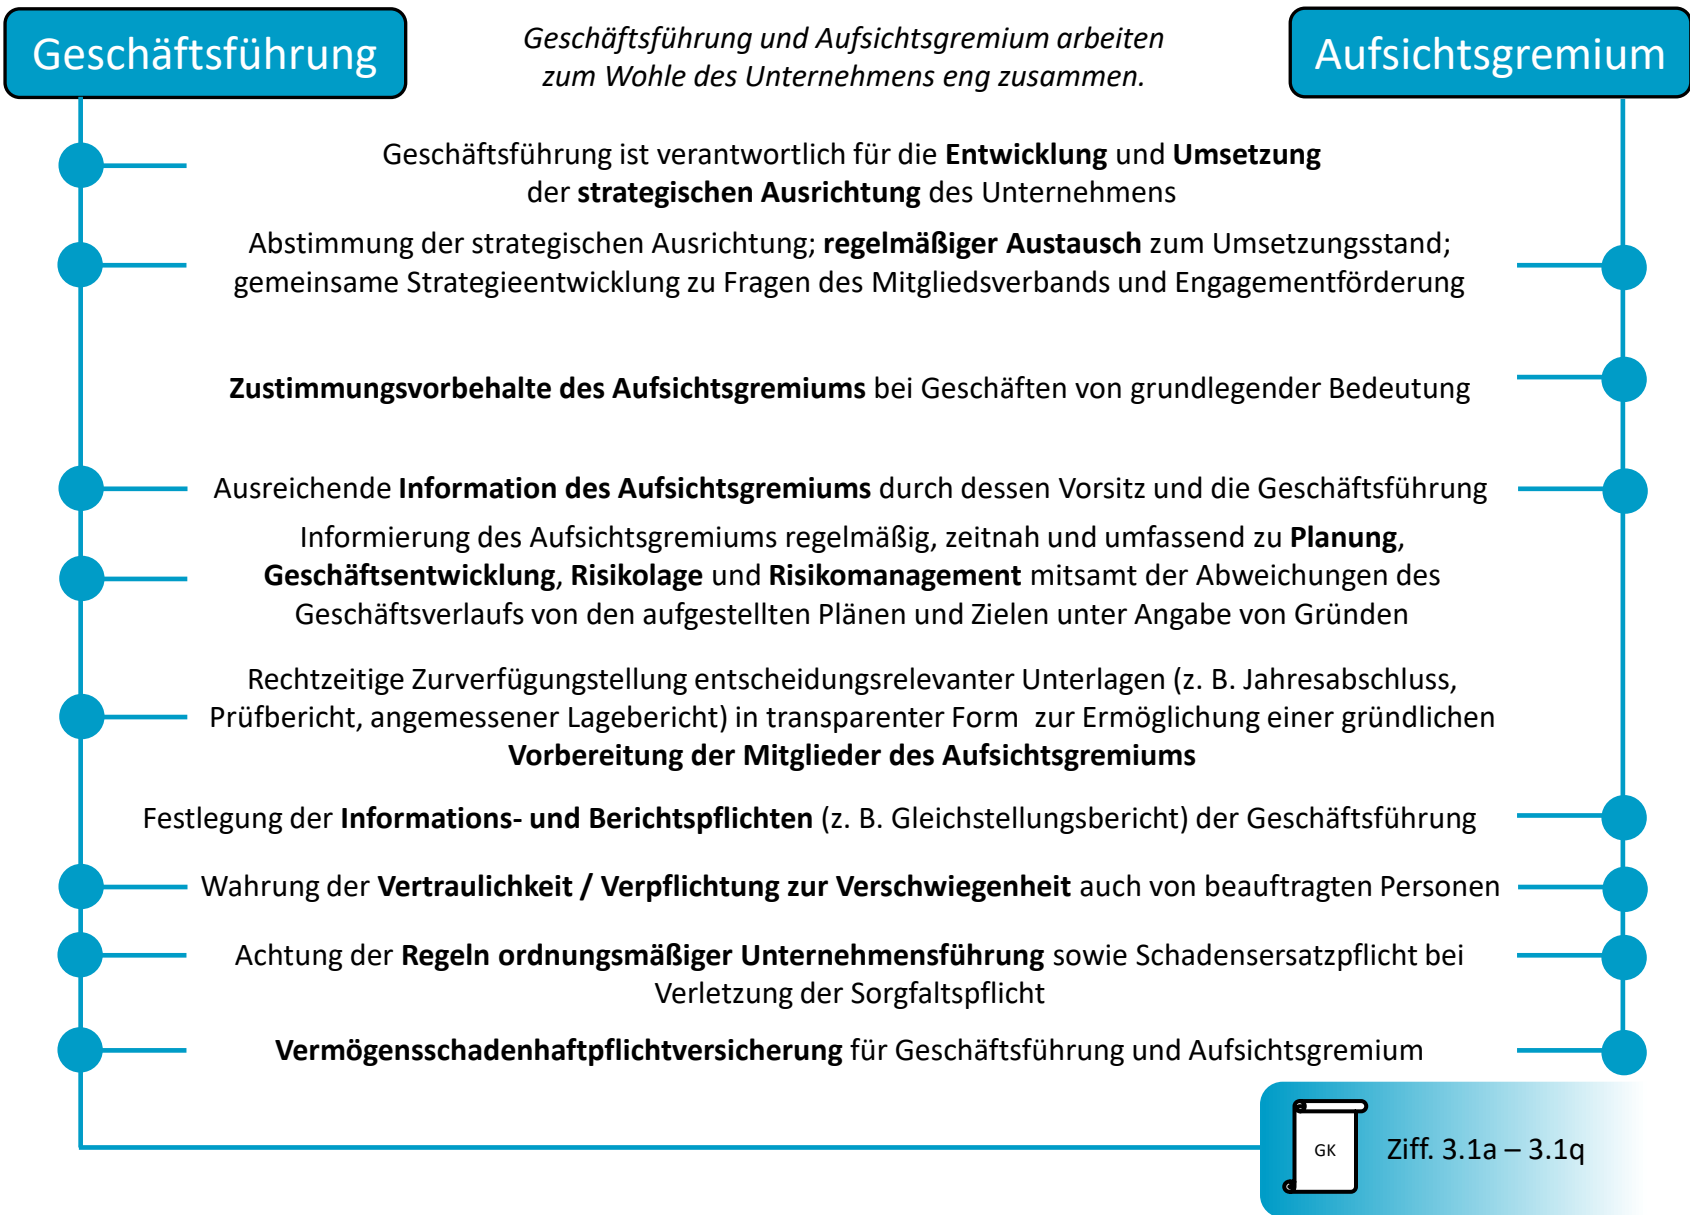 Geschäftsführung
Geschäftsführung und Aufsichtsgremium arbeiten
zum Wohle des Unternehmens eng zusammen.
Aufsichtsgremium
Geschäftsführung ist verantwortlich für die Entwicklung und Umsetzung
der strategischen Ausrichtung des Unternehmens
Abstimmung der strategischen Ausrichtung; regelmäßiger Austausch zum Umsetzungsstand;
gemeinsame Strategieentwicklung zu Fragen des Mitgliedsverbands und Engagementförderung
Zustimmungsvorbehalte des Aufsichtsgremiums bei Geschäften von grundlegender Bedeutung
Ausreichende Information des Aufsichtsgremiums durch dessen Vorsitz und die Geschäftsführung
Informierung des Aufsichtsgremiums regelmäßig, zeitnah und umfassend zu Planung,
Geschäftsentwicklung, Risikolage und Risikomanagement mitsamt der Abweichungen des
Geschäftsverlaufs von den aufgestellten Plänen und Zielen unter Angabe von Gründen
Rechtzeitige Zurverfügungstellung entscheidungsrelevanter Unterlagen (z. B. Jahresabschluss,
Prüfbericht, angemessener Lagebericht) in transparenter Form zur Ermöglichung einer gründlichen
Vorbereitung der Mitglieder des Aufsichtsgremiums
Festlegung der Informations- und Berichtspflichten (z. B. Gleichstellungsbericht) der Geschäftsführung
Wahrung der Vertraulichkeit / Verpflichtung zur Verschwiegenheit auch von beauftragten Personen
Achtung der Regeln ordnungsmäßiger Unternehmensführung sowie Schadensersatzpflicht bei
Verletzung der Sorgfaltspflicht
Vermögensschadenhaftpflichtversicherung für Geschäftsführung und Aufsichtsgremium
GK
Ziff. 3.1a – 3.1q